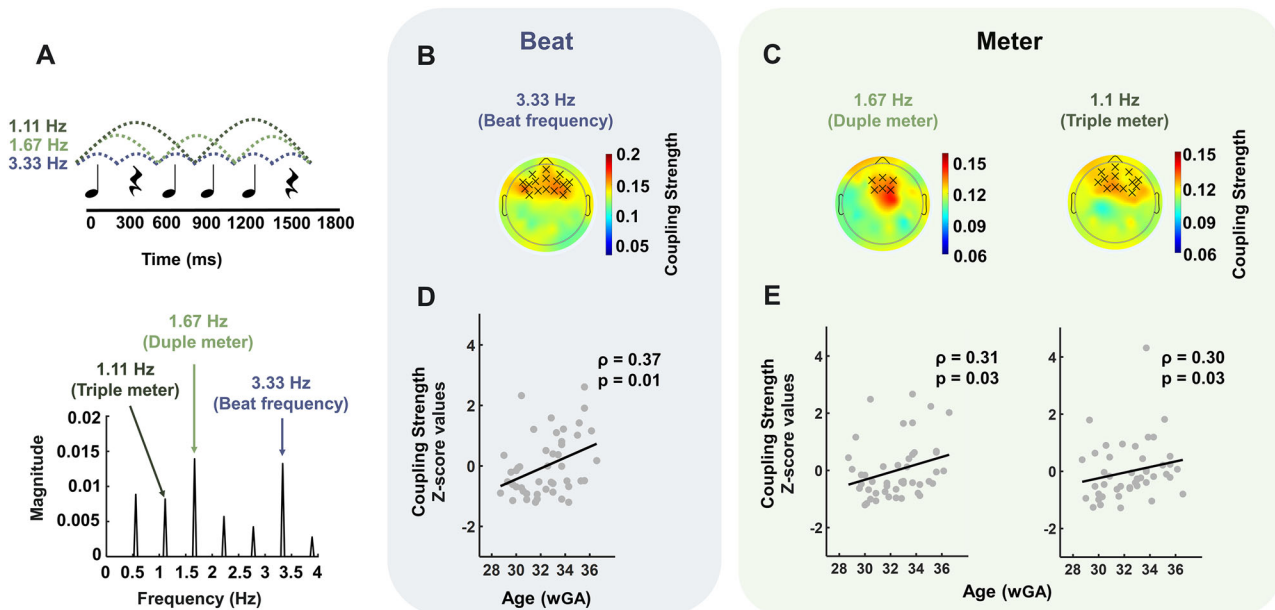 A
1.11 Hz
1.67 Hz
3.33 Hz
0 300 600 900 1200 1500 1800
Time (ms)
1.67 Hz
(Duple meter)
1.11 Hz
(Triple meter)
3.33 Hz
(Beat frequency)
0.02
0.015
0.01
0.005
0
Magnitude
0 0.5 1 1.5 2 2.5 3 3.5 4
Frequency (Hz)
Beat
B
3.33 Hz
(Beat frequency)
0.2
0.15
0.1
0.05
Coupling Strength
D
4
2
0
-2
Coupling Strength
Z-score values
ρ = 0.37
p = 0.01
28 30 32 34 36
Age (wGA)
Meter
C
1.67 Hz
(Duple meter)
0.15
0.12
0.09
0.06
1.1 Hz
(Triple meter)
0.15
0.12
0.09
0.06
Coupling Strength
E
4
2
0
-2
Coupling Strength
Z-score values
ρ = 0.31
p = 0.03
28 30 32 34 36
4
2
0
-2
ρ = 0.30
p = 0.03
28 30 32 34 36
Age (wGA)